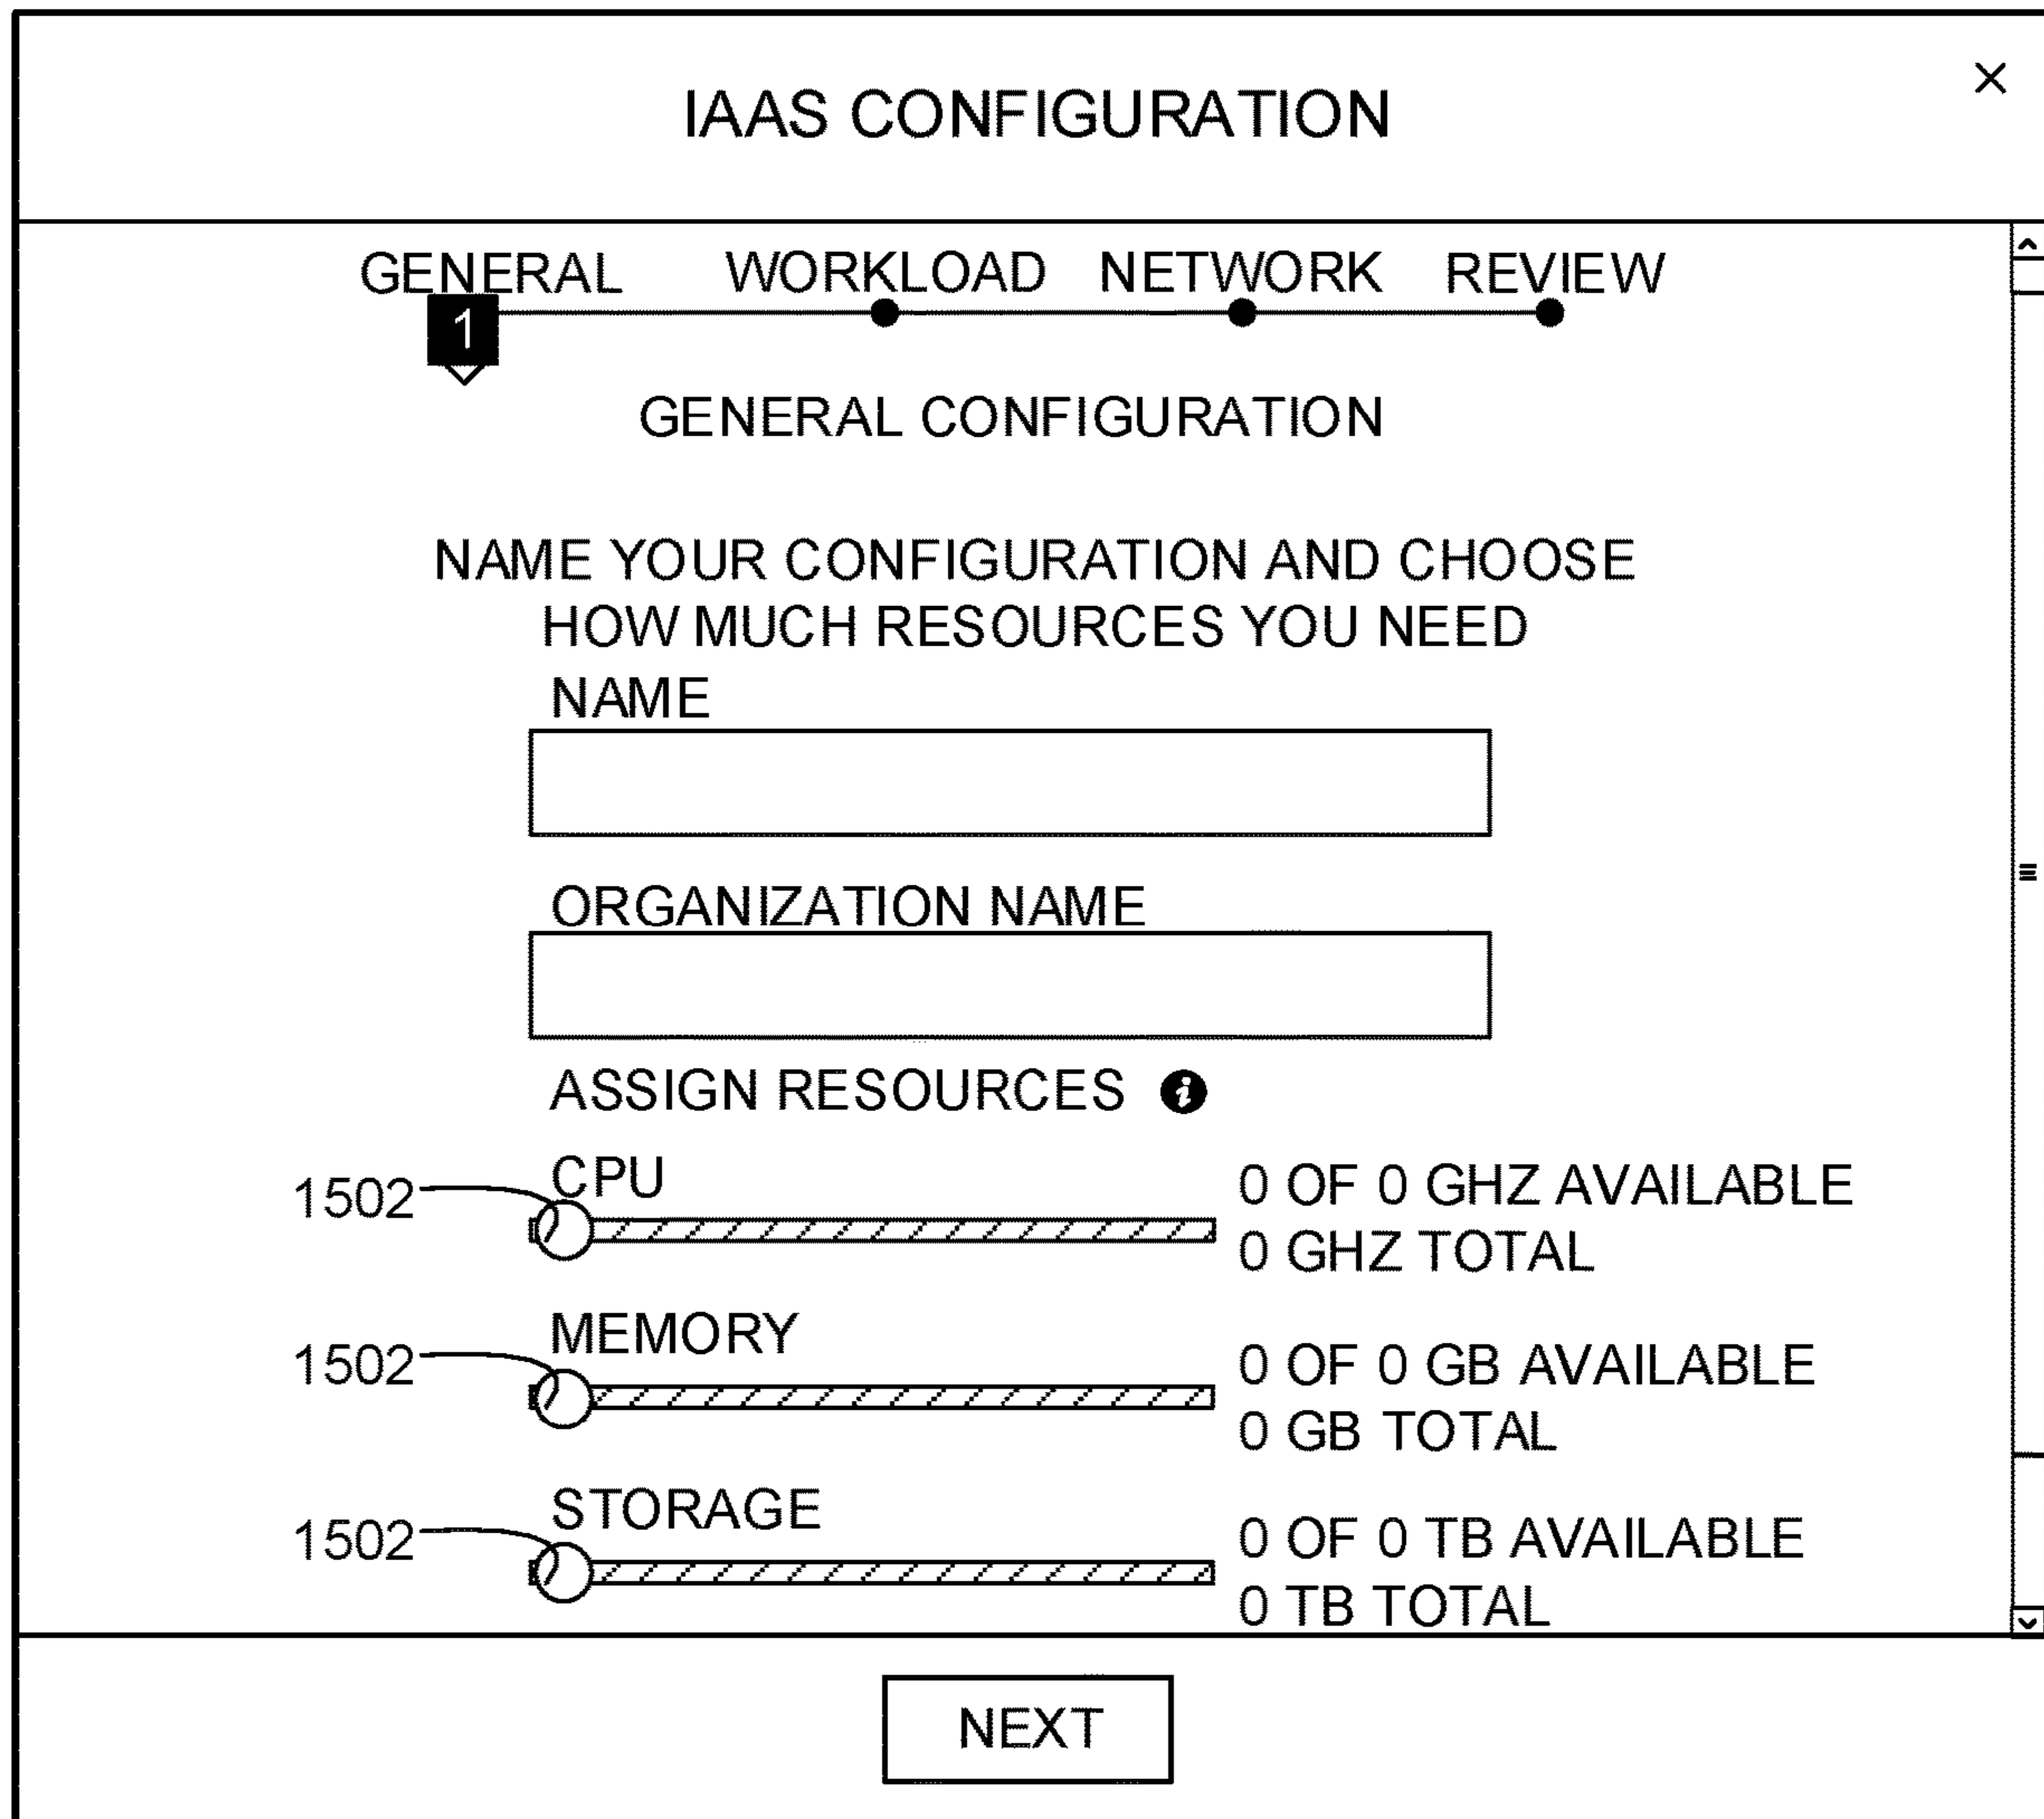 IAAS CONFIGURATION
×
GENERAL WORKLOAD NETWORK REVIEW
1
GENERAL CONFIGURATION
NAME YOUR CONFIGURATION AND CHOOSE
HOW MUCH RESOURCES YOU NEED
NAME
ORGANIZATION NAME
ASSIGN RESOURCES i
CPU
1502
0 OF 0 GHZ AVAILABLE
0 GHZ TOTAL
MEMORY
1502
0 OF 0 GB AVAILABLE
0 GB TOTAL
STORAGE
1502
0 OF 0 TB AVAILABLE
0 TB TOTAL
NEXT